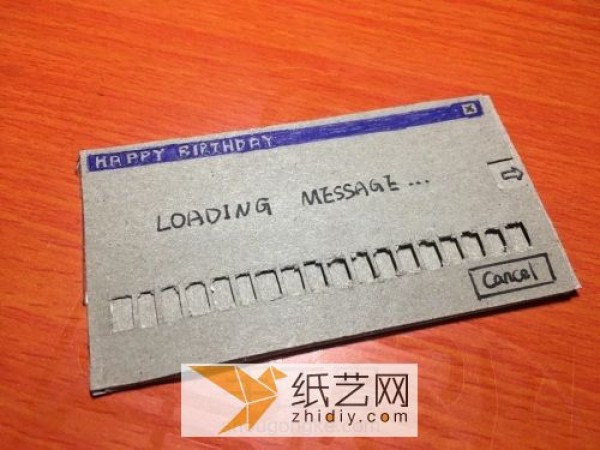 HAPPY BIRTHDAY x
LOADING MESSAGE...
Cancel
纸艺网
zhidiy.com